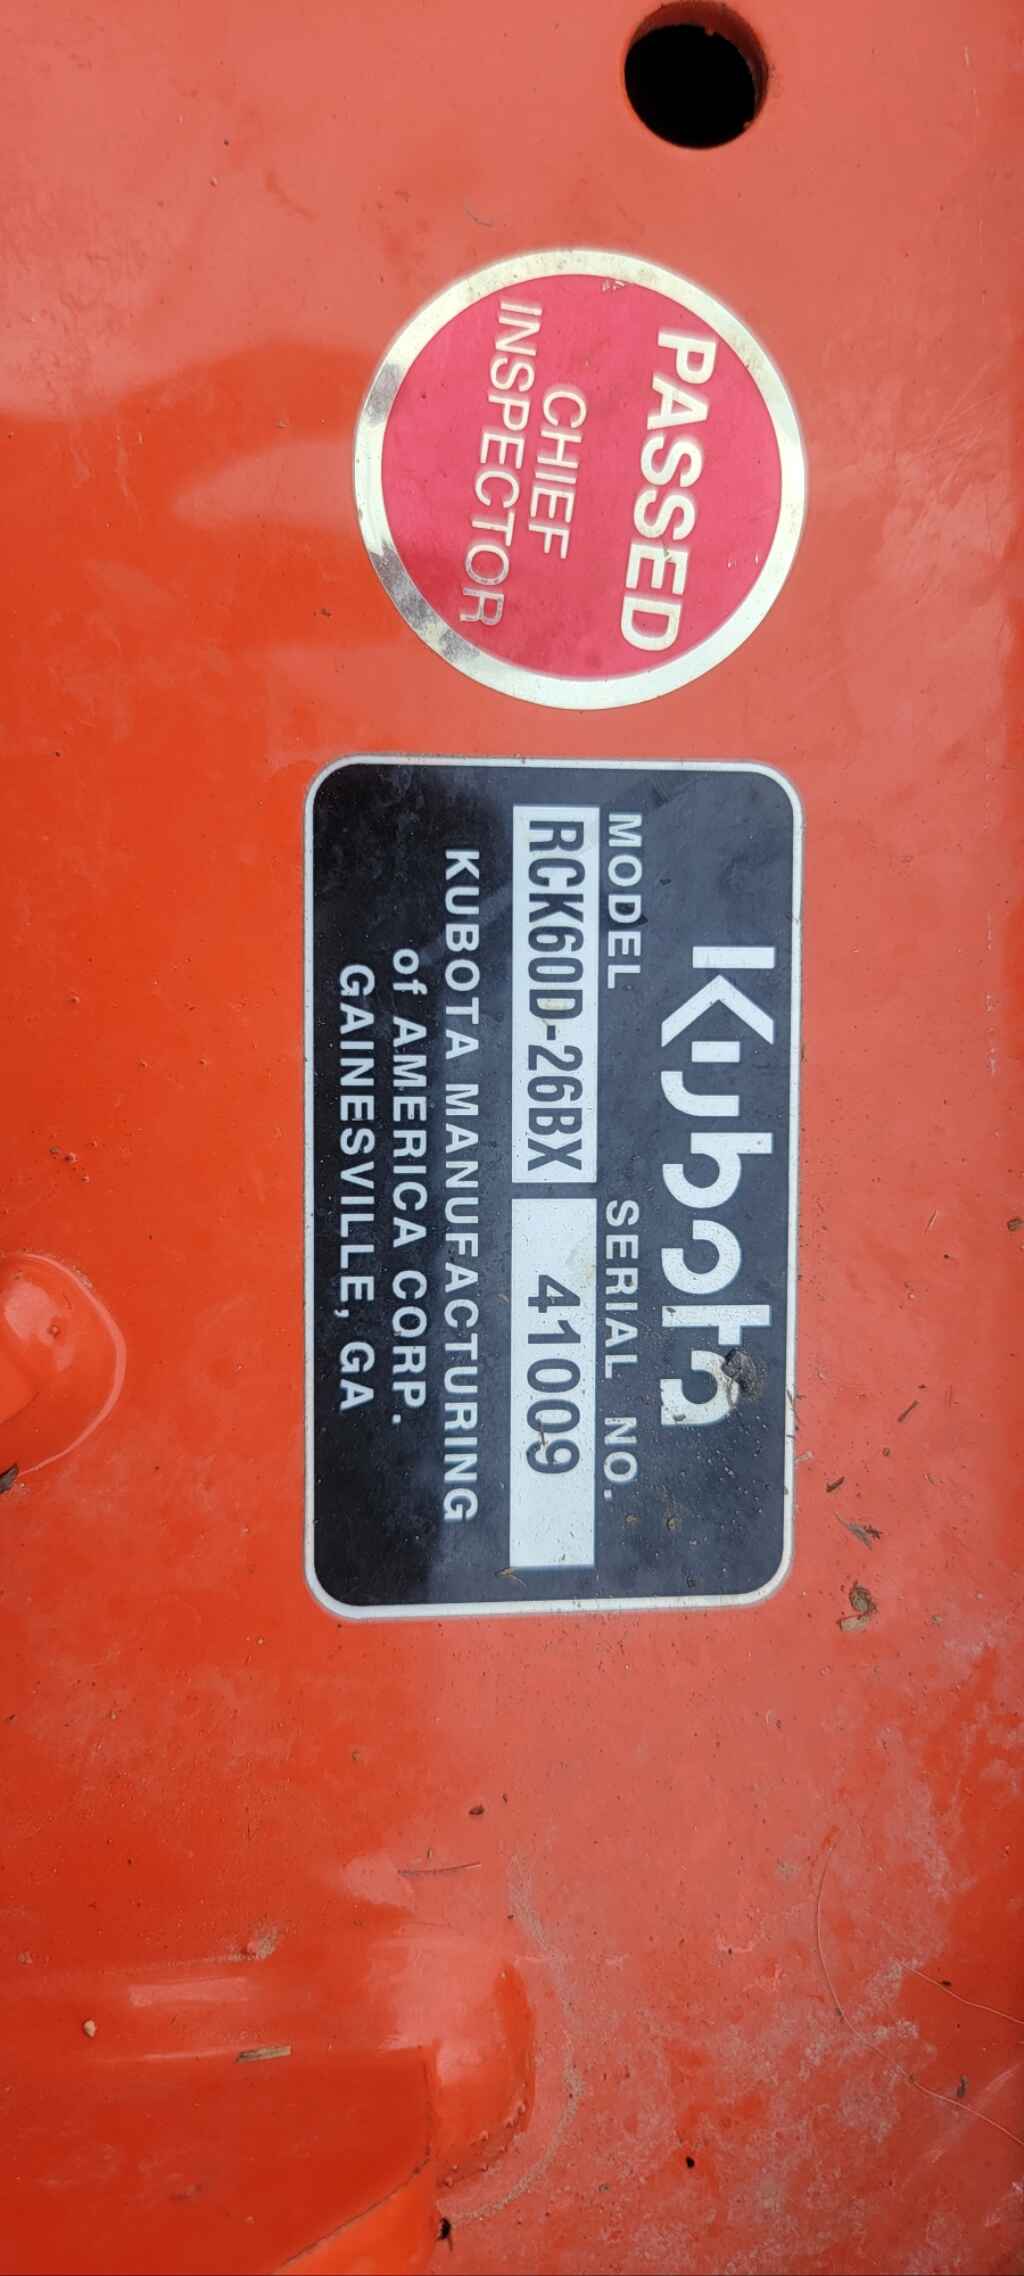 PASSED
CHIEF
INSPECTOR
Kubota
MODEL SERIAL NO.
RCK60D-26BX 41009
KUBOTA MANUFACTURING
of AMERICA CORP.
GAINESVILLE, GA